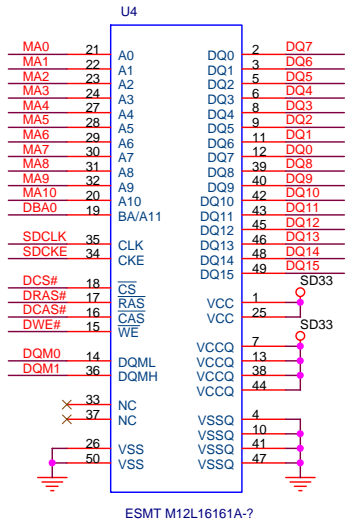 U4
MA0 21 A0 DQ0 2 DQ7
MA1 22 A1 DQ1 3 DQ6
MA2 23 A2 DQ2 5 DQ5
MA3 24 A3 DQ3 6 DQ4
MA4 27 A4 DQ4 8 DQ3
MA5 28 A5 DQ5 9 DQ2
MA6 29 A6 DQ6 11 DQ1
MA7 30 A7 DQ7 12 DQ0
MA8 31 A8 DQ8 39 DQ8
MA9 32 A9 DQ9 40 DQ9
MA10 20 A10 DQ10 42 DQ10
DBA0 19 BA/A11 DQ11 43 DQ11
DQ12 45 DQ12
SDCLK 35 CLK DQ13 46 DQ13
SDCKE 34 CKE DQ14 48 DQ14
DQ15 49 DQ15
SD33
DCS# 18 CS
DRAS# 17 RAS VCC 1
DCAS# 16 CAS VCC 25
DWE# 15 WE
SD33
VCCQ 7
DQM0 14 DQML VCCQ 13
DQM1 36 DQMH VCCQ 38
VCCQ 44
33 NC
37 NC VSSQ 4
VSSQ 10
26 VSS VSSQ 41
50 VSS VSSQ 47
ESMT M12L16161A-?